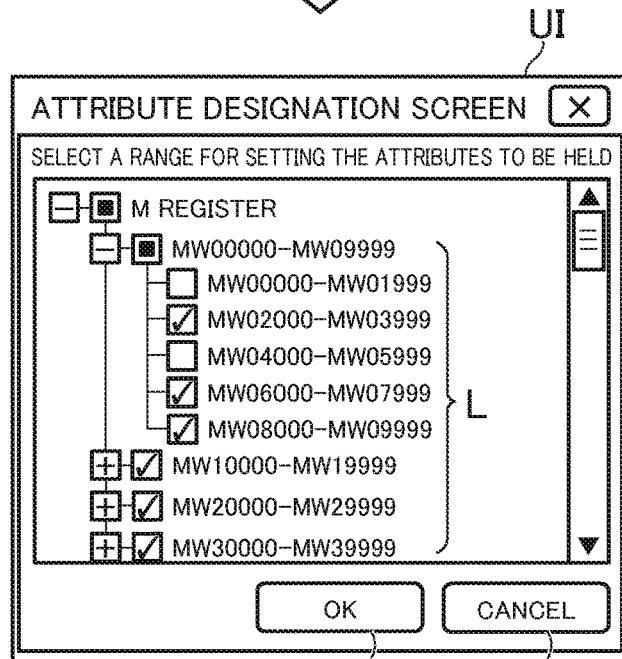 UI
ATTRIBUTE DESIGNATION SCREEN
SELECT A RANGE FOR SETTING THE ATTRIBUTES TO BE HELD
M REGISTER
MW00000-MW09999
MW00000-MW01999
MW02000-MW03999
MW04000-MW05999
MW06000-MW07999
L
MW08000-MW09999
MW10000-MW19999
MW20000-MW29999
MW30000-MW39999
OK CANCEL